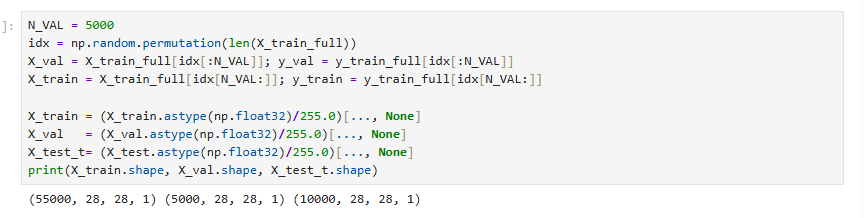 ]:
N_VAL = 5000
idx = np.random.permutation(len(X_train_full))
X_val = X_train_full[idx[:N_VAL]]; y_val = y_train_full[idx[:N_VAL]]
X_train = X_train_full[idx[N_VAL:]]; y_train = y_train_full[idx[N_VAL:]]

X_train = (X_train.astype(np.float32)/255.0)[..., None]
X_val   = (X_val.astype(np.float32)/255.0)[..., None]
X_test_t= (X_test.astype(np.float32)/255.0)[..., None]
print(X_train.shape, X_val.shape, X_test_t.shape)
(55000, 28, 28, 1) (5000, 28, 28, 1) (10000, 28, 28, 1)